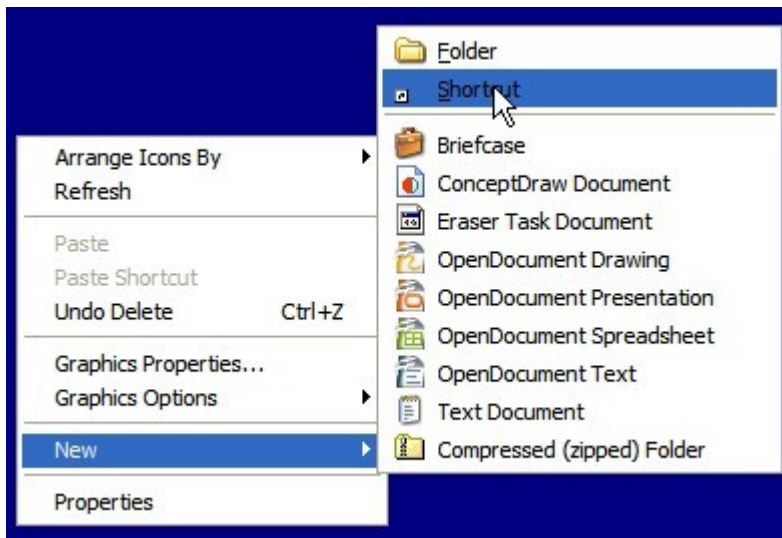 Arrange Icons By
Refresh
Paste
Paste Shortcut
Undo Delete Ctrl+Z
Graphics Properties...
Graphics Options
New
Properties
Folder
Shortcut
Briefcase
ConceptDraw Document
Eraser Task Document
OpenDocument Drawing
OpenDocument Presentation
OpenDocument Spreadsheet
OpenDocument Text
Text Document
Compressed (zipped) Folder